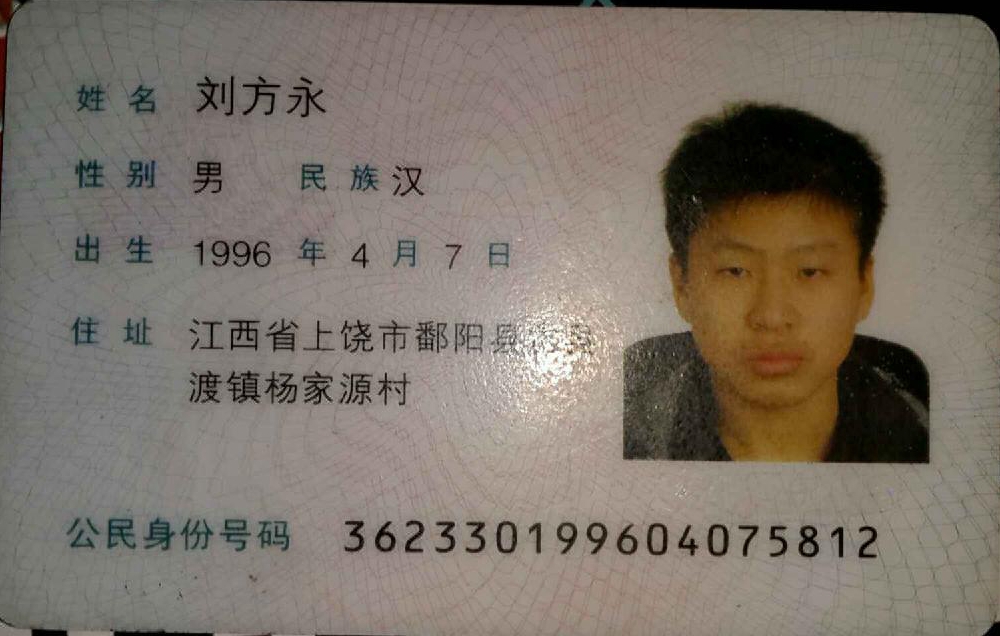 姓名 刘方永
性别 男 民族 汉
出生 1996 年 4 月 7 日
住址 江西省上饶市鄱阳县
渡镇杨家源村
公民身份号码 362330199604075812